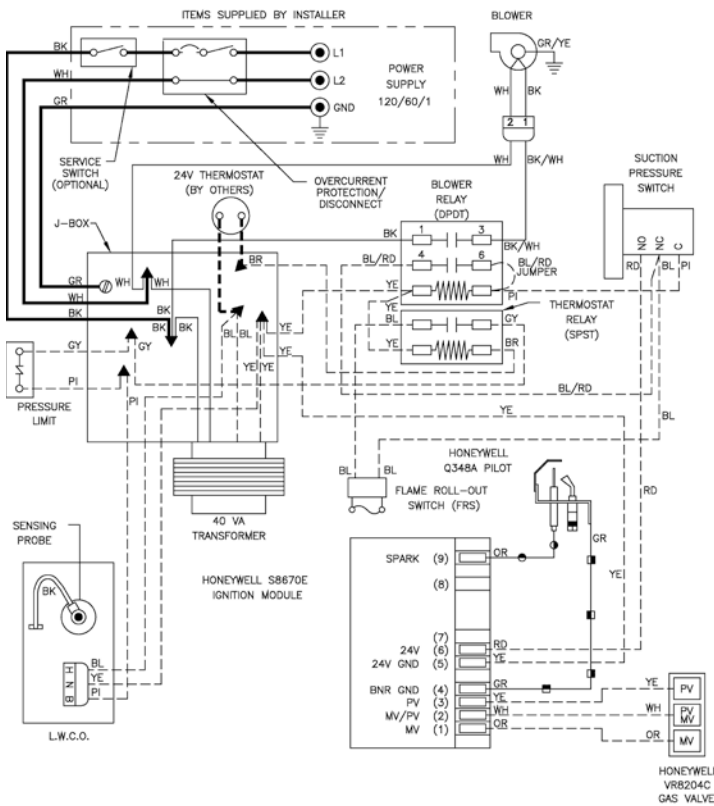 ITEMS SUPPLIED BY INSTALLER
BLOWER
BK
L1
GR/YE
WH
L2
POWER
SUPPLY
120/60/1
GR
GND
WH
BK
2 1
WH
BK/WH
SERVICE
SWITCH
(OPTIONAL)
24V THERMOSTAT
(BY OTHERS)
OVERCURRENT
PROTECTION/
DISCONNECT
BLOWER
RELAY
(DPDT)
SUCTION
PRESSURE
SWITCH
J-BOX
BK
1
3
BK/WH
NO
NC
C
BR
BL/RD
4
6
BL/RD
JUMPER
RD
BL
PI
GR
WH
WH
WH
YE
PI
BK
BK
BK
BK
BL
BL
YE
YE
BL
GY
THERMOSTAT
RELAY
(SPST)
GY
GY
YE
YE
YE
YE
BR
PI
PI
BL/RD
PRESSURE
LIMIT
YE
BL
BL
BL
HONEYWELL
Q348A PILOT
FLAME ROLL-OUT
SWITCH (FRS)
RD
40 VA
TRANSFORMER
SENSING
PROBE
GR
HONEYWELL S8670E
IGNITION MODULE
SPARK (9)
OR
YE
BK
(8)
(7)
24V (6)
RD
24V GND (5)
YE
H
N
B
BL
YE
PI
BNR GND (4)
GR
PV (3)
YE
YE
PV
MV/PV (2)
WH
WH
PV
MV
MV (1)
OR
OR
MV
L.W.C.O.
HONEYWELL
VR8204C
GAS VALVE